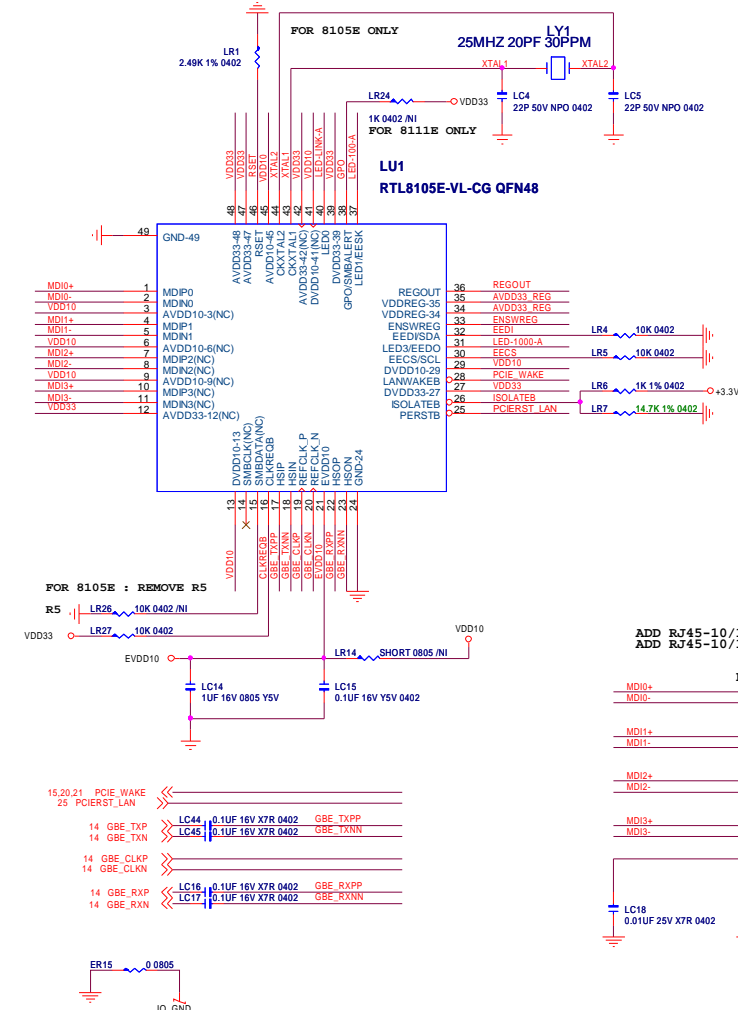 FOR 8105E ONLY
LY1
25MHZ 20PF 30PPM
LR1
2.49K 1% 0402
XTAL1
XTAL2
LC4
22P 50V NPO 0402
LC5
22P 50V NPO 0402
LR24
VDD33
1K 0402 /NI
FOR 8111E ONLY
LU1
RTL8105E-VL-CG QFN48
VDD33
VDD33
RSET
VDD10
XTAL2
XTAL1
VDD33
VDD10
LED-LINK-A
VDD33
GPO
LED-100-A
48
47
46
45
44
43
42
41
40
39
38
37
AVDD33-48
AVDD33-47
RSET
AVDD10-45
CKXTAL2
CKXTAL1
AVDD33-42(NC)
DVDD10-41(NC)
LED0
DVDD33-39
GPO/SMBALERT
LED1/EESK
49 GND-49
MDI0+ 1 MDIP0
MDI0- 2 MDIN0
VDD10 3 AVDD10-3(NC)
MDI1+ 4 MDIP1
MDI1- 5 MDIN1
VDD10 6 AVDD10-6(NC)
MDI2+ 7 MDIP2(NC)
MDI2- 8 MDIN2(NC)
VDD10 9 AVDD10-9(NC)
MDI3+ 10 MDIP3(NC)
MDI3- 11 MDIN3(NC)
VDD33 12 AVDD33-12(NC)
REGOUT 36 REGOUT
VDDREG-35 35 AVDD33_REG
VDDREG-34 34 AVDD33_REG
ENSWREG 33 ENSWREG
EEDI/SDA 32 EEDI LR4 10K 0402
LED3/EEDO 31 LED-1000-A
EECS/SCL 30 EECS LR5 10K 0402
DVDD10-29 29 VDD10
LANWAKEB 28 PCIE_WAKE
DVDD33-27 27 VDD33 LR6 1K 1% 0402 +3.3V
ISOLATEB 26 ISOLATEB
PERSTB 25 PCIERST_LAN LR7 14.7K 1% 0402
DVDD10-13
SMBCLK(NC)
SMBDATA(NC)
CLKREQB
HSIP
HSIN
REFCLK_P
REFCLK_N
EVDD10
HSOP
HSON
GND-24
13
14
15
16
17
18
19
20
21
22
23
24
VDD10
CLKREQB
GBE_TXPP
GBE_TXNN
GBE_CLKP
GBE_CLKN
EVDD10
GBE_RXPP
GBE_RXNN
FOR 8105E : REMOVE R5
R5 LR26 10K 0402 /NI
VDD33 LR27 10K 0402
EVDD10
LR14 SHORT 0805 /NI
VDD10
LC14
1UF 16V 0805 Y5V
LC15
0.1UF 16V Y5V 0402
ADD RJ45-10/1
ADD RJ45-10/1
MDI0+
MDI0-
MDI1+
MDI1-
MDI2+
MDI2-
MDI3+
MDI3-
LC18
0.01UF 25V X7R 0402
15,20,21 PCIE_WAKE
25 PCIERST_LAN
14 GBE_TXP LC44 0.1UF 16V X7R 0402 GBE_TXPP
14 GBE_TXN LC45 0.1UF 16V X7R 0402 GBE_TXNN
14 GBE_CLKP
14 GBE_CLKN
14 GBE_RXP LC16 0.1UF 16V X7R 0402 GBE_RXPP
14 GBE_RXN LC17 0.1UF 16V X7R 0402 GBE_RXNN
ER15 0 0805
IO_GND